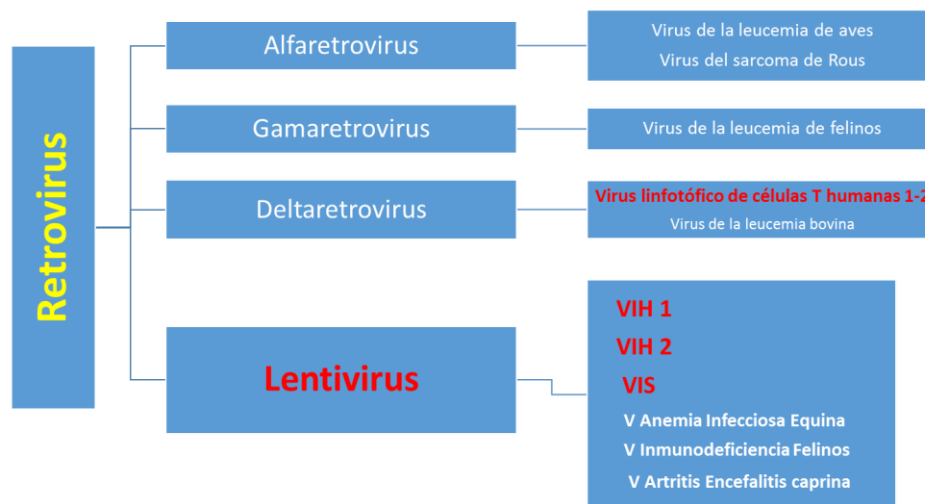 Retrovirus
Alfaretrovirus
Virus de la leucemia de aves
Virus del sarcoma de Rous
Gamaretrovirus
Virus de la leucemia de felinos
Deltaretrovirus
Virus linfotófico de células T humanas 1-2
Virus de la leucemia bovina
Lentivirus
VIH 1
VIH 2
VIS
V Anemia Infecciosa Equina
V Inmunodeficiencia Felinos
V Artritis Encefalitis caprina